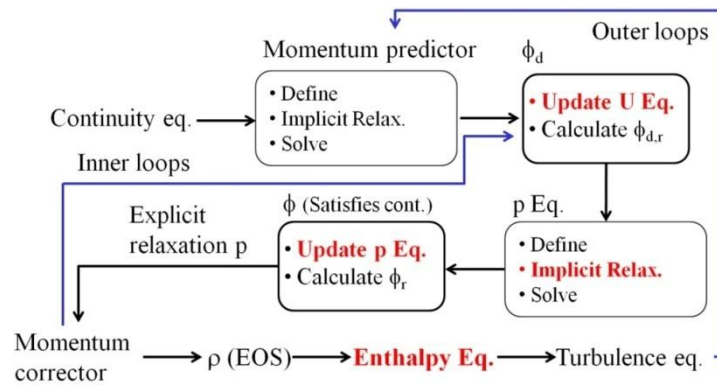 Outer loops
Momentum predictor
ϕd
• Define
• Implicit Relax.
• Solve
• Update U Eq.
• Calculate ϕd,r
Continuity eq.
Inner loops
Explicit
relaxation p
ϕ (Satisfies cont.)
• Update p Eq.
• Calculate ϕr
p Eq.
• Define
• Implicit Relax.
• Solve
Momentum
corrector
ρ (EOS)
Enthalpy Eq.
Turbulence eq.